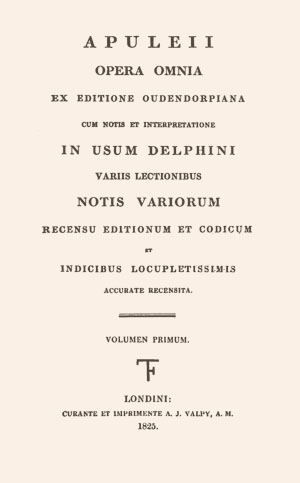 APULEII
OPERA OMNIA
EX EDITIONE OUDENDORPIANA
CUM NOTIS ET INTERPRETATIONE
IN USUM DELPHINI
VARIIS LECTIONIBUS
NOTIS VARIORUM
RECENSU EDITIONUM ET CODICUM
ET
INDICIBUS LOCUPLETISSIMIS
ACCURATE RECENSITA.
VOLUMEN PRIMUM.
LONDINI:
CURANTE ET IMPRIMENTE A. J. VALPY, A. M.
1825.